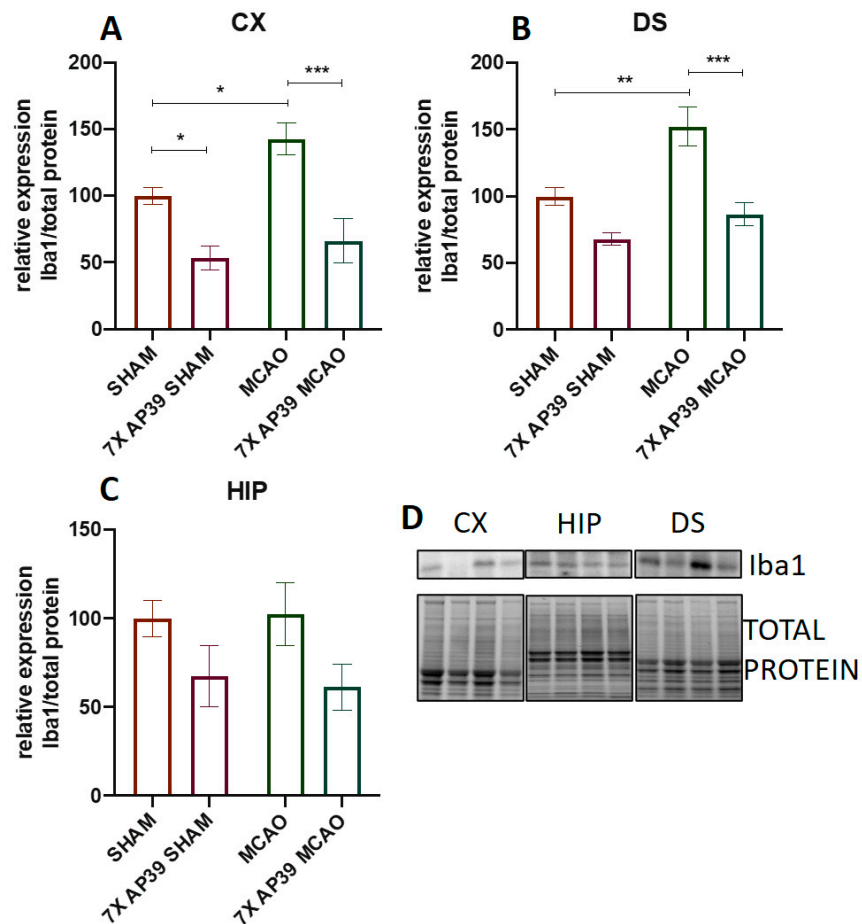 A
CX
relative expression
Iba1/total protein
200
150
100
50
0
*
*
***
SHAM
7X AP39 SHAM
MCAO
7X AP39 MCAO
B
DS
relative expression
Iba1/total protein
200
150
100
50
0
**
***
SHAM
7X AP39 SHAM
MCAO
7X AP39 MCAO
C
HIP
relative expression
Iba1/total protein
150
100
50
0
SHAM
7X AP39 SHAM
MCAO
7X AP39 MCAO
D
CX HIP DS
Iba1
TOTAL
PROTEIN